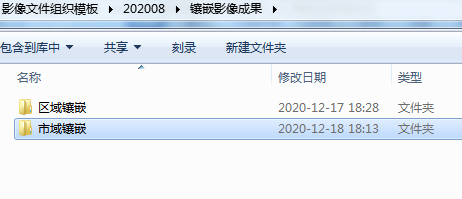 影像文件组织模板 ▸ 202008 ▸ 镶嵌影像成果 ▸
包含到库中 ▾ 共享 ▾ 刻录 新建文件夹
名称 修改日期 类型
区域镶嵌 2020-12-17 18:28 文件夹
市域镶嵌 2020-12-18 18:13 文件夹